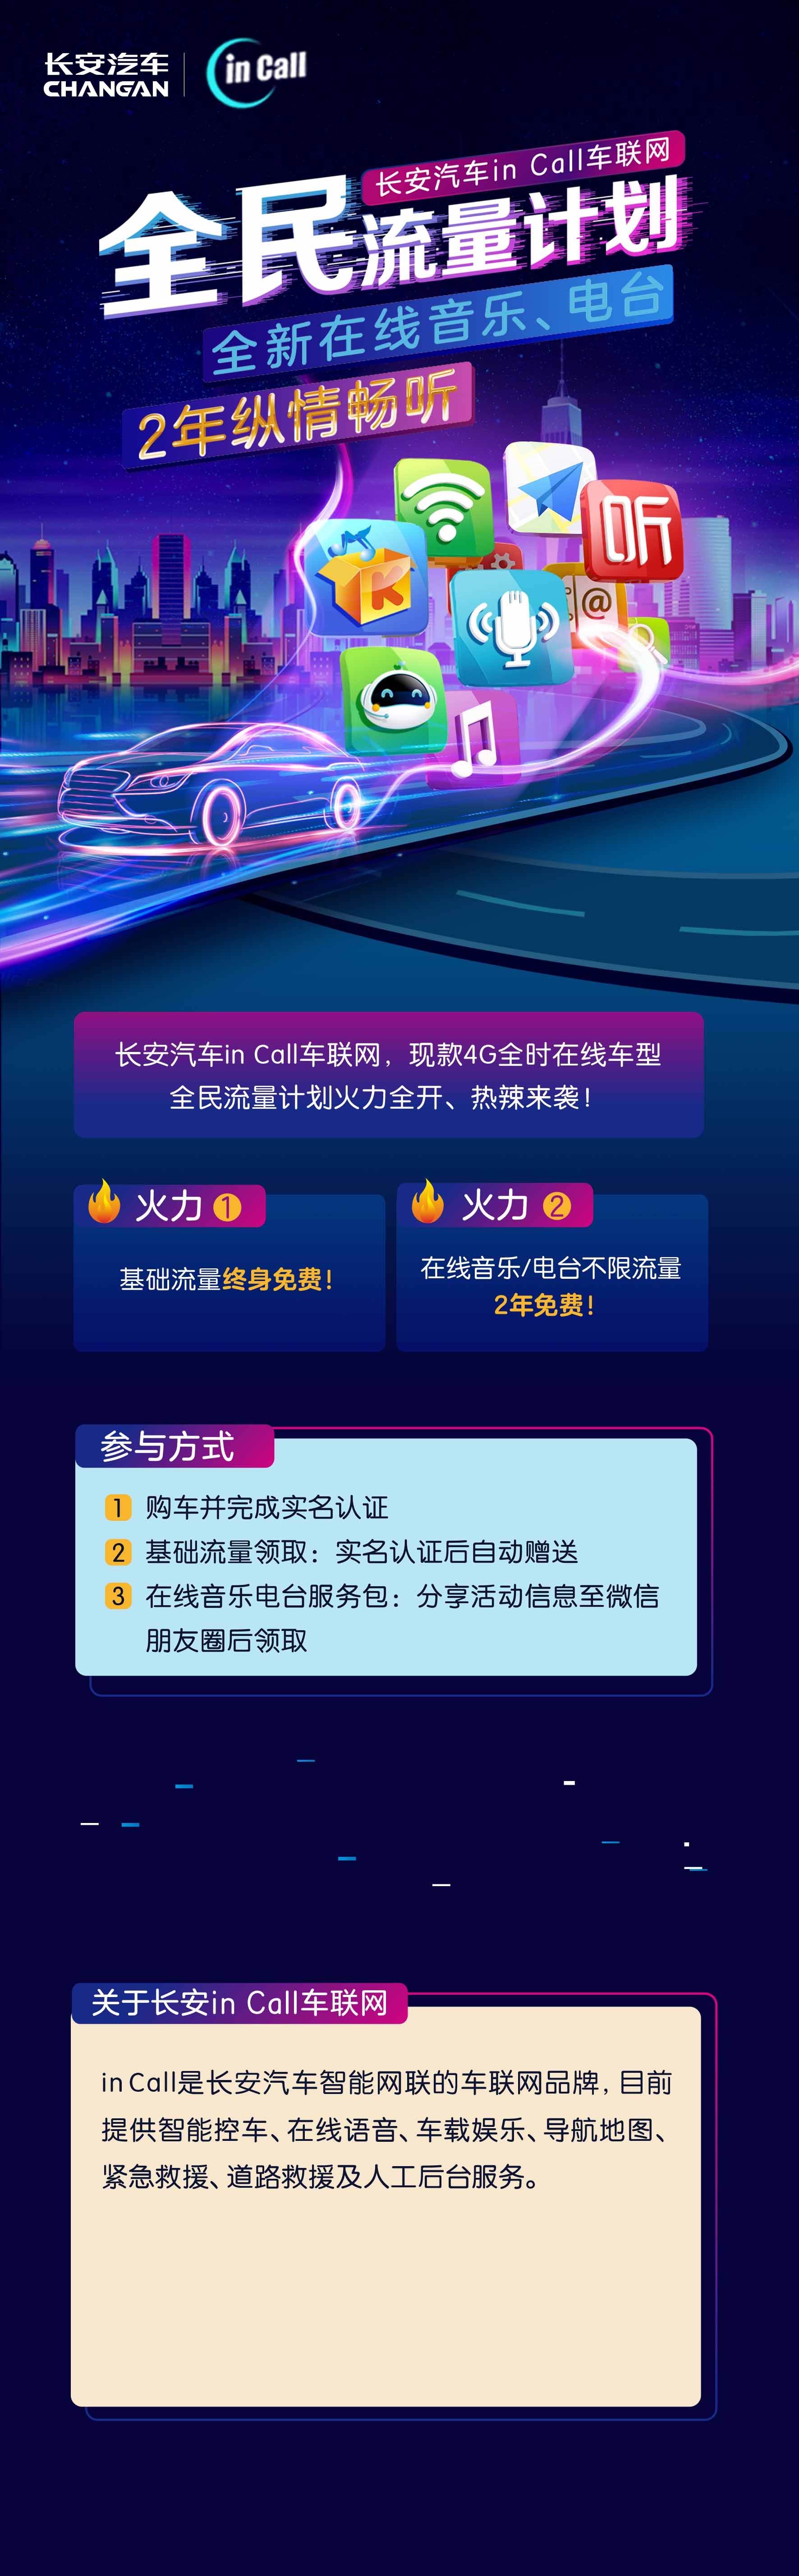 长安汽车
CHANGAN
in Call
长安汽车in Call车联网
全民流量计划
全新在线音乐、电台
2年纵情畅听
听
K
@
长安汽车in Call车联网，现款4G全时在线车型
全民流量计划火力全开、热辣来袭！
火力 1
基础流量终身免费！
火力 2
在线音乐/电台不限流量
2年免费！
参与方式
1 购车并完成实名认证
2 基础流量领取：实名认证后自动赠送
3 在线音乐电台服务包：分享活动信息至微信
朋友圈后领取
关于长安in Call车联网
in Call是长安汽车智能网联的车联网品牌，目前
提供智能控车、在线语音、车载娱乐、导航地图、
紧急救援、道路救援及人工后台服务。